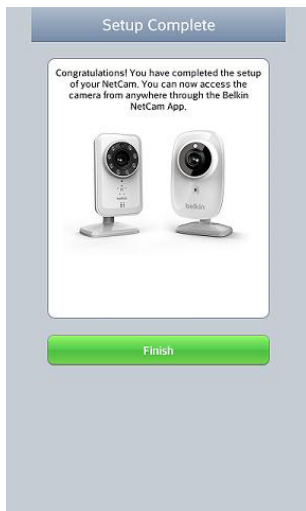 Setup Complete
Congratulations! You have completed the setup
of your NetCam. You can now access the
camera from anywhere through the Belkin
NetCam App.
belkin
belkin
Finish